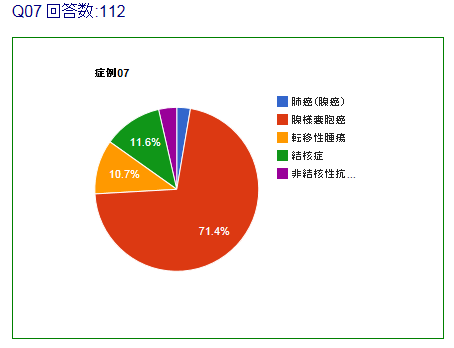 Q07 回答数:112
症例07
肺癌(腺癌)
腺様嚢胞癌
転移性腫瘍
結核症
非結核性抗...
11.6%
10.7%
71.4%